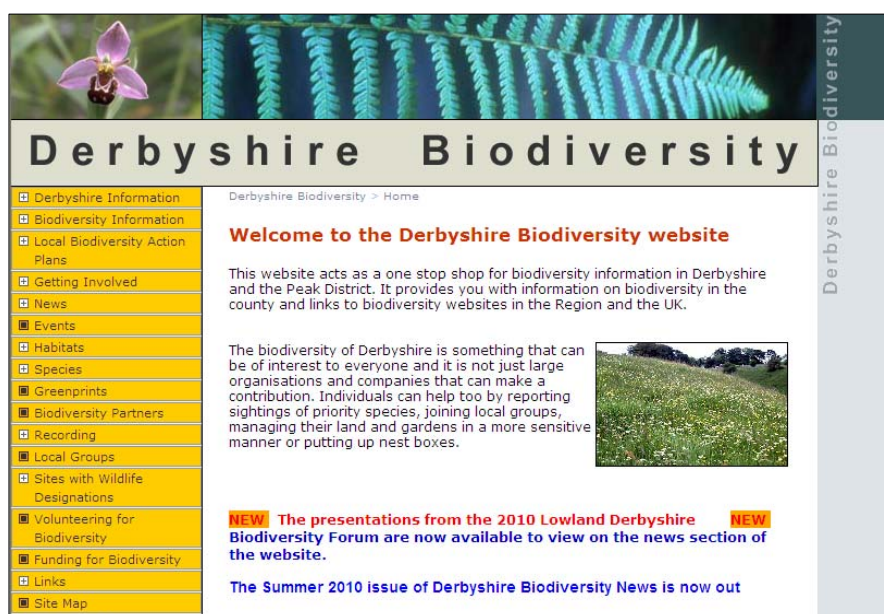 Derbyshire Biodiversity
Derbyshire Biodiversity
Derbyshire Information
Biodiversity Information
Local Biodiversity Action
Plans
Getting Involved
News
Events
Habitats
Species
Greenprints
Biodiversity Partners
Recording
Local Groups
Sites with Wildlife
Designations
Volunteering for
Biodiversity
Funding for Biodiversity
Links
Site Map
Derbyshire Biodiversity > Home
Welcome to the Derbyshire Biodiversity website
This website acts as a one stop shop for biodiversity information in Derbyshire
and the Peak District. It provides you with information on biodiversity in the
county and links to biodiversity websites in the Region and the UK.
The biodiversity of Derbyshire is something that can
be of interest to everyone and it is not just large
organisations and companies that can make a
contribution. Individuals can help too by reporting
sightings of priority species, joining local groups,
managing their land and gardens in a more sensitive
manner or putting up nest boxes.
NEW The presentations from the 2010 Lowland Derbyshire NEW
Biodiversity Forum are now available to view on the news section of
the website.
The Summer 2010 issue of Derbyshire Biodiversity News is now out